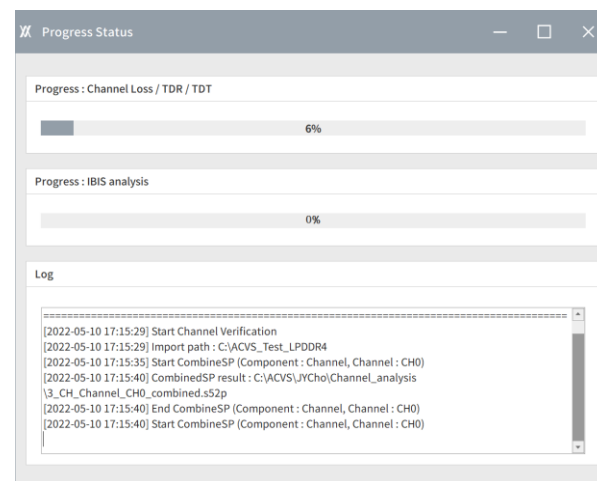 Progress Status
Progress : Channel Loss / TDR / TDT
6%
Progress : IBIS analysis
0%
Log
================================================================================
[2022-05-10 17:15:29] Start Channel Verification
[2022-05-10 17:15:29] Import path : C:\ACVS_Test_LPDDR4
[2022-05-10 17:15:35] Start CombineSP (Component : Channel, Channel : CH0)
[2022-05-10 17:15:40] CombinedSP result : C:\ACVS\JYCho\Channel_analysis
\3_CH_Channel_CH0_combined.s52p
[2022-05-10 17:15:40] End CombineSP (Component : Channel, Channel : CH0)
[2022-05-10 17:15:40] Start CombineSP (Component : Channel, Channel : CH0)